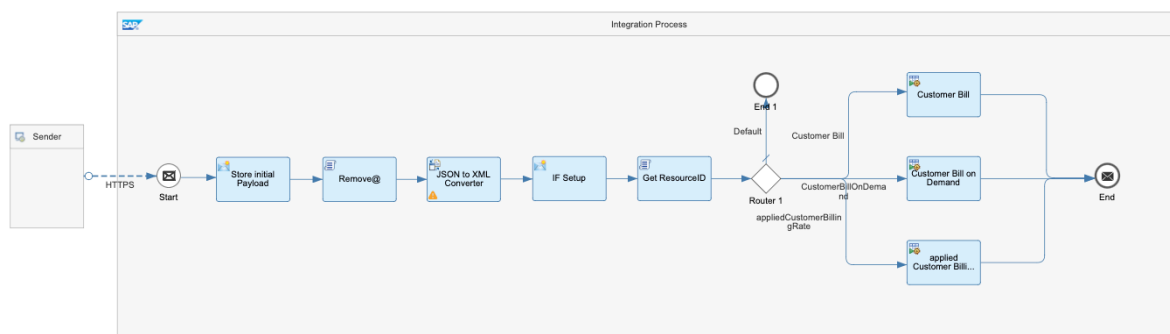 SAP
Integration Process
Sender
HTTPS
Start
Store initial
Payload
Remove@
JSON to XML
Converter
IF Setup
Get ResourceID
Router 1
Default
End 1
Customer Bill
CustomerBillOnDema
nd
appliedCustomerBillin
gRate
Customer Bill
Customer Bill on
Demand
applied
Customer Billi...
End